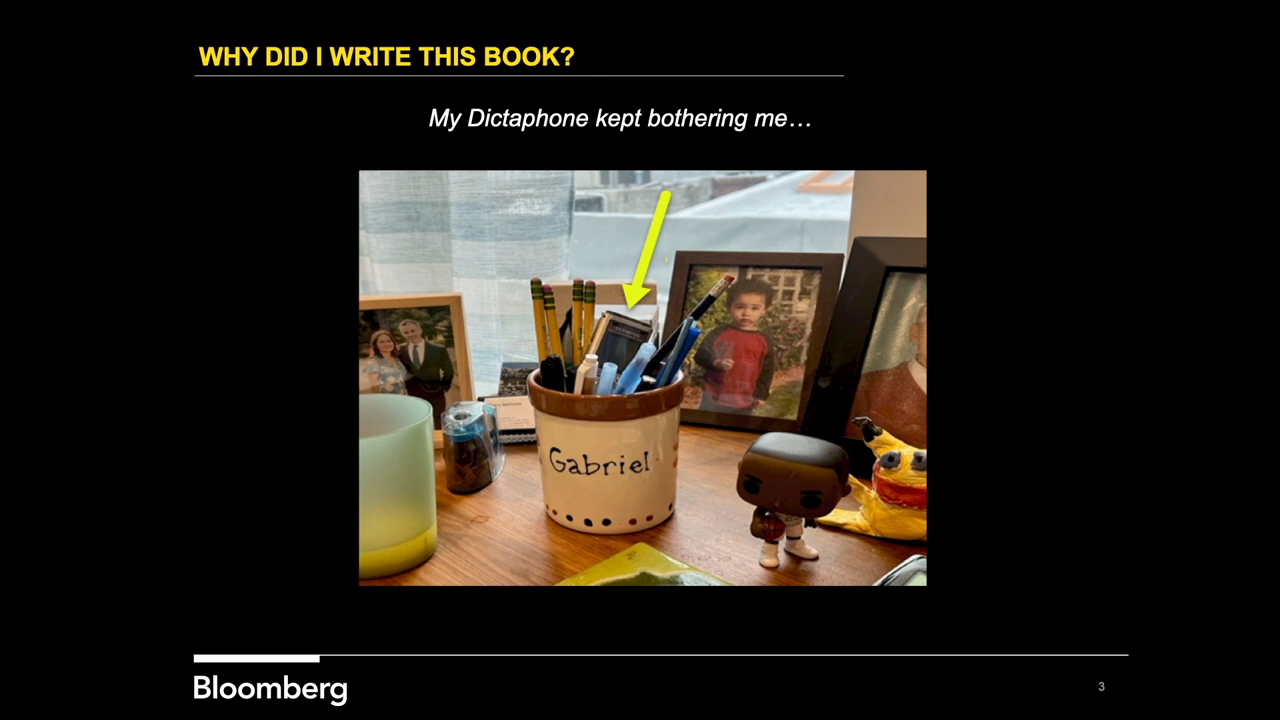 WHY DID I WRITE THIS BOOK?
My Dictaphone kept bothering me…
Gabriel
Bloomberg
3